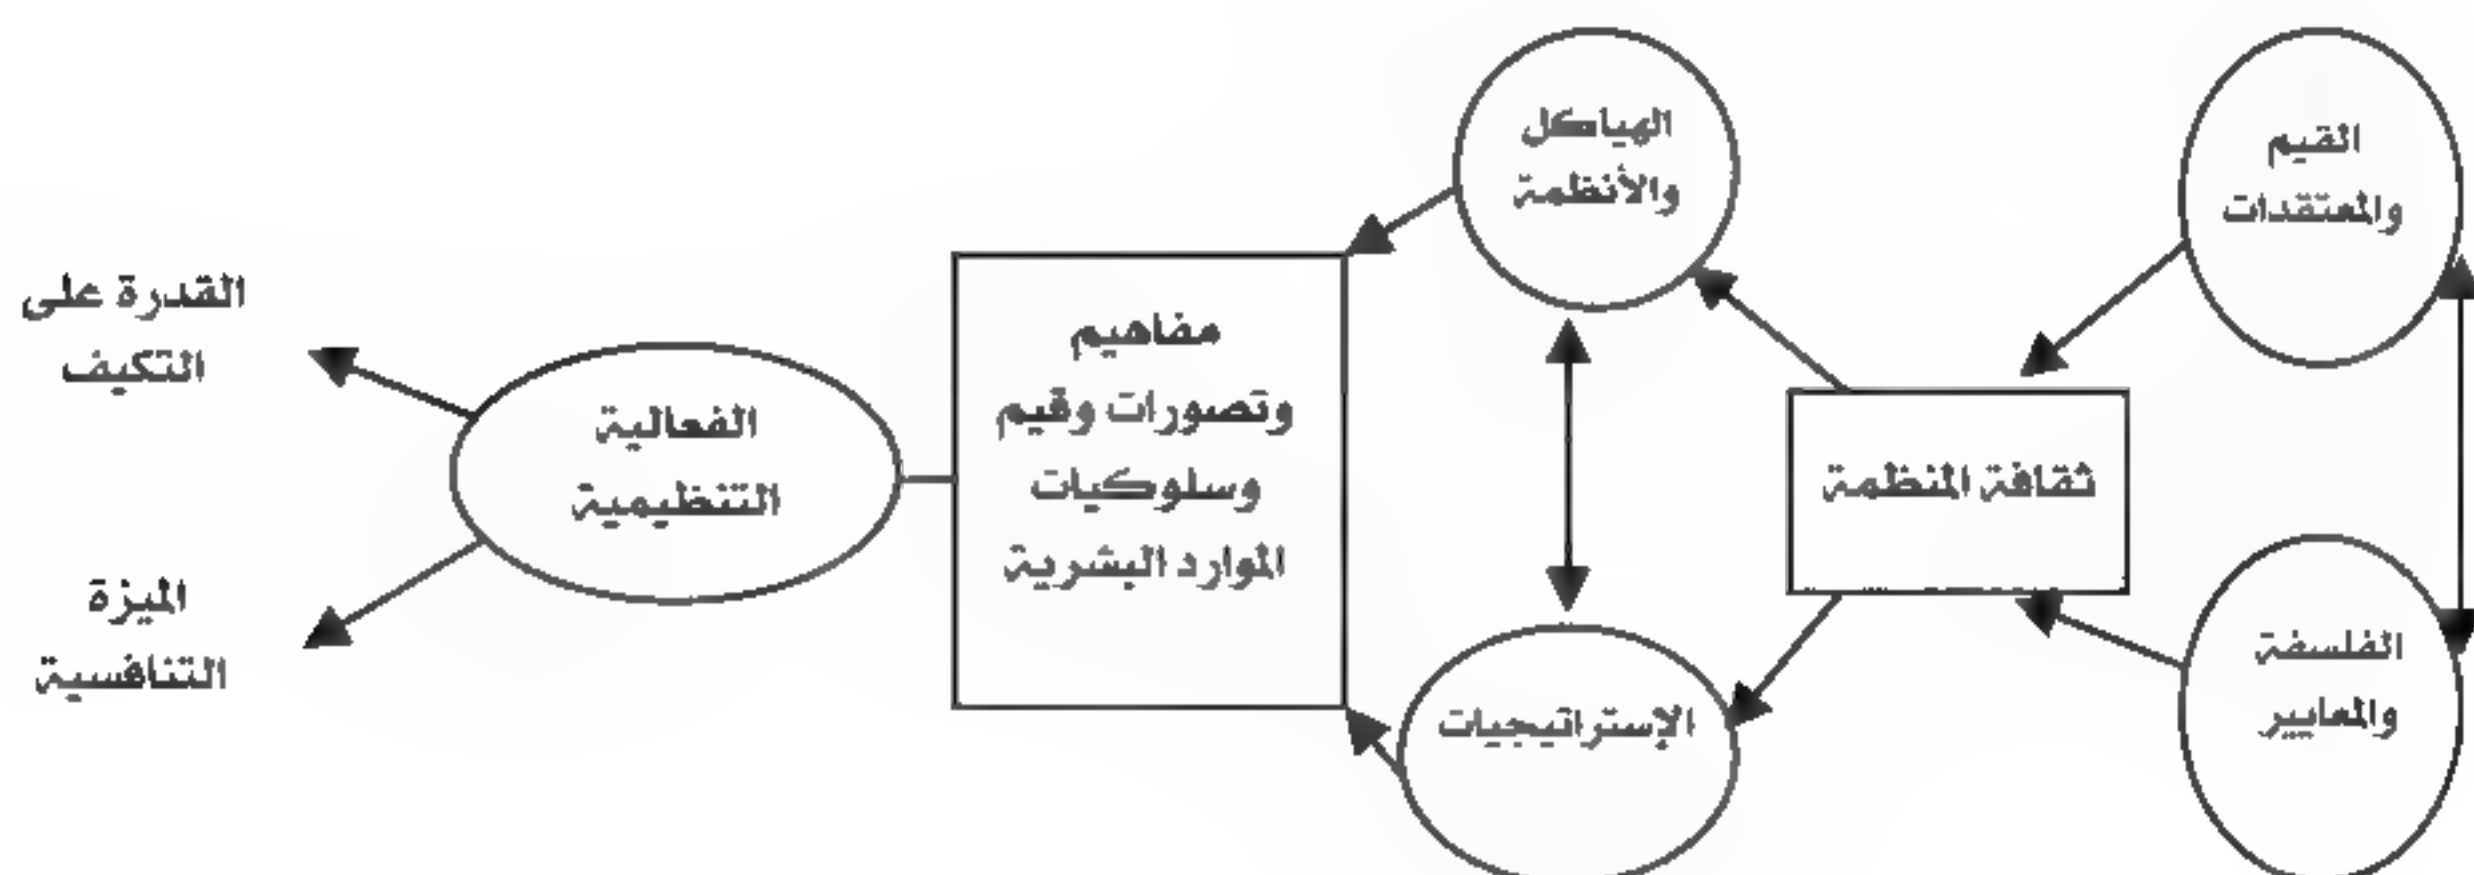 القيم
والمعتقدات
الفلسفة
والمعايير
ثقافة المنظمة
الهياكل
والأنظمة
الإستراتيجيات
مفاهيم
وتصورات وقيم
وسلوكيات
الموارد البشرية
الفعالية
التنظيمية
القدرة على
التكيف
الميزة
التنافسية